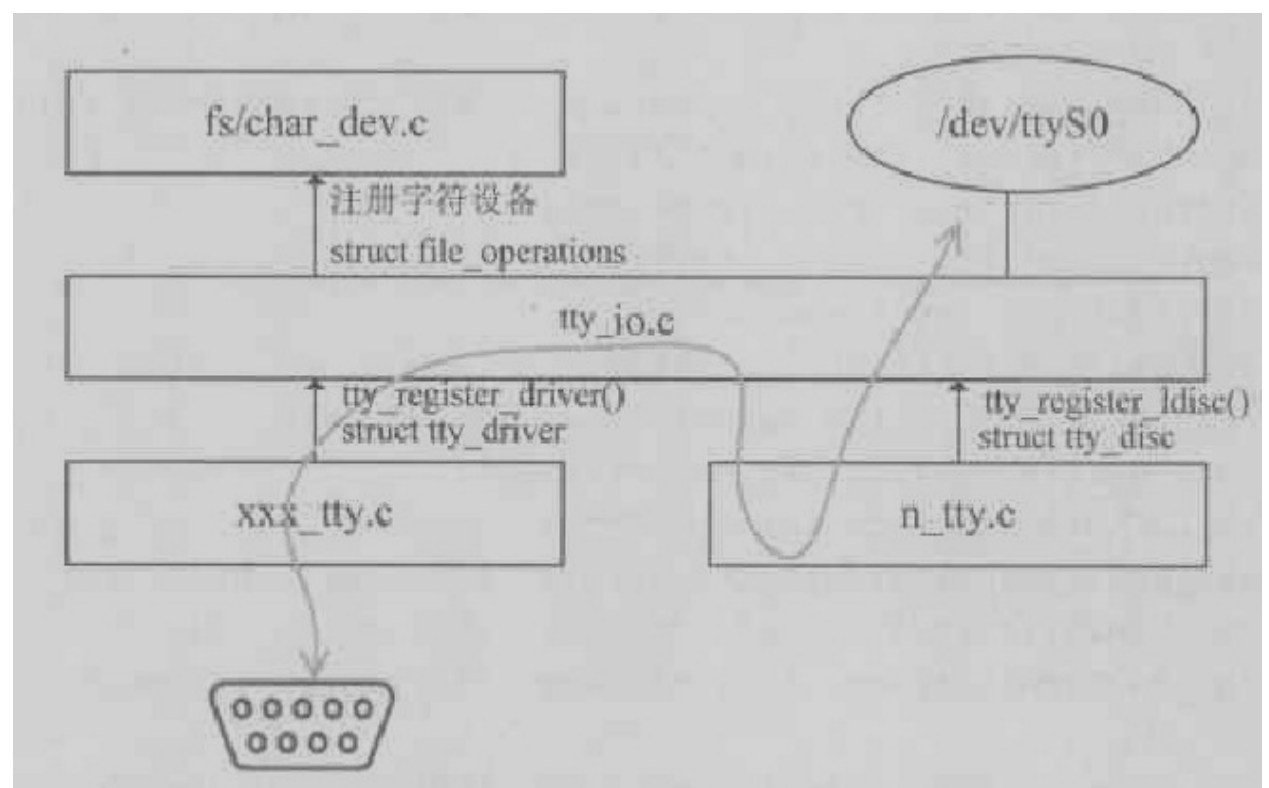 fs/char_dev.c
/dev/ttyS0
注册字符设备
struct file_operations
tty_io.c
tty_register_driver()
struct tty_driver
tty_register_ldisc()
struct tty_disc
xxx_tty.c
n_tty.c